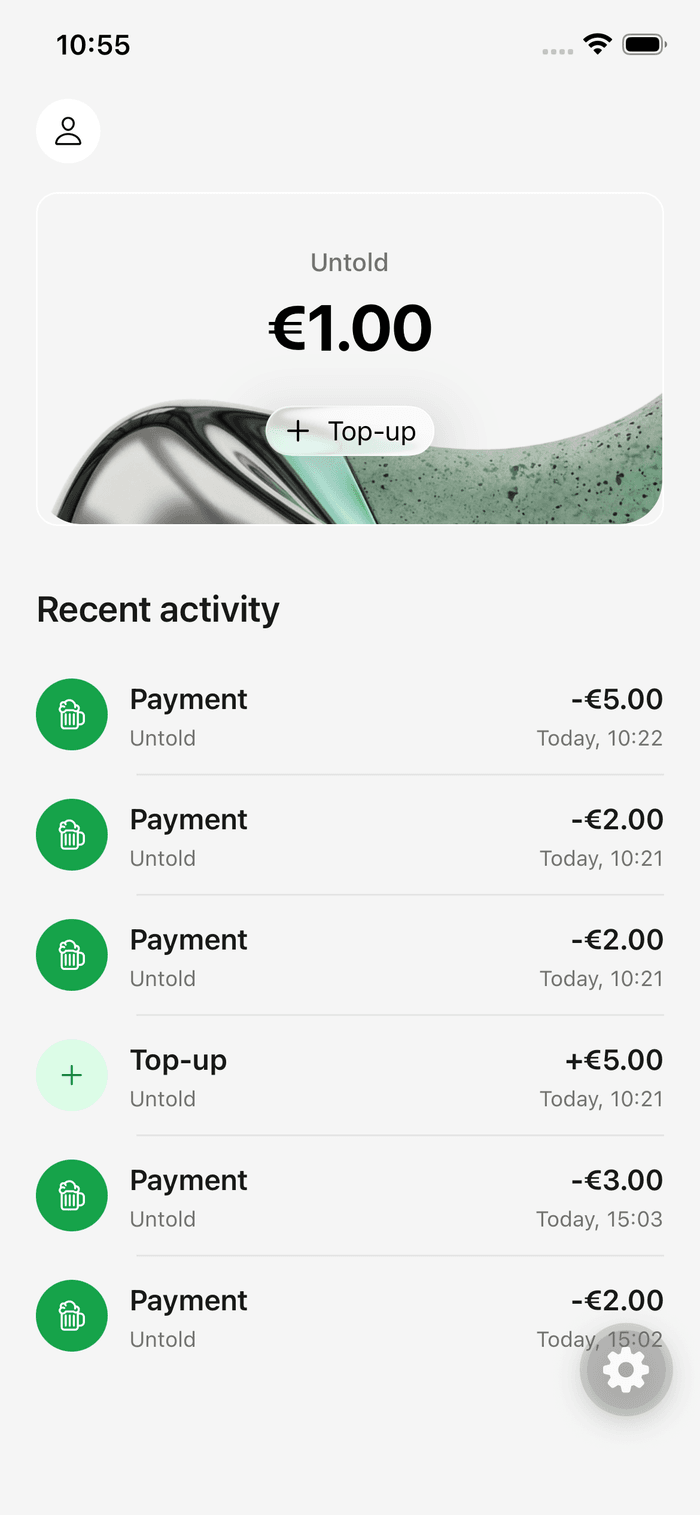 10:55
Untold
€1.00
Top-up
Recent activity
Payment -€5.00
Untold Today, 10:22
Payment -€2.00
Untold Today, 10:21
Payment -€2.00
Untold Today, 10:21
Top-up +€5.00
Untold Today, 10:21
Payment -€3.00
Untold Today, 15:03
Payment -€2.00
Untold Today, 15:02